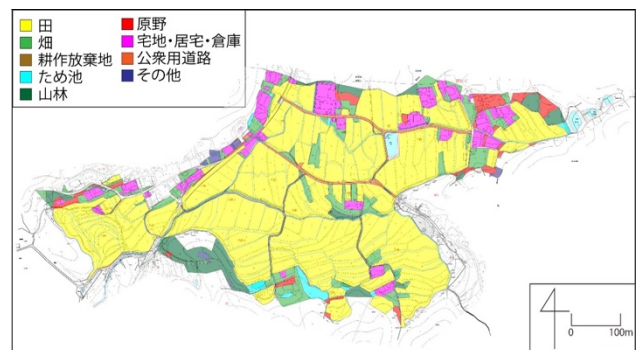 田
畑
耕作放棄地
ため池
山林
原野
宅地・居宅・倉庫
公衆用道路
その他
0 100m